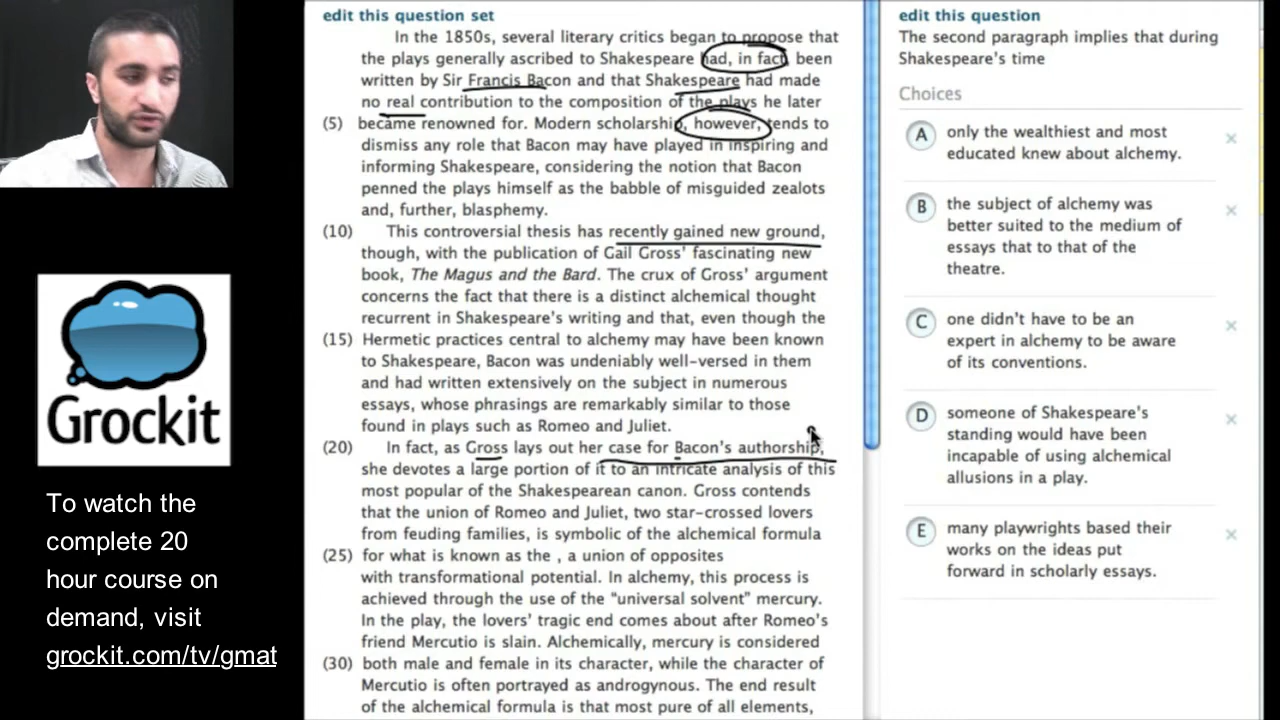 edit this question set
In the 1850s, several literary critics began to propose that
the plays generally ascribed to Shakespeare had, in fact, been
written by Sir Francis Bacon and that Shakespeare had made
no real contribution to the composition of the plays he later
(5) became renowned for. Modern scholarship, however, tends to
dismiss any role that Bacon may have played in inspiring and
informing Shakespeare, considering the notion that Bacon
penned the plays himself as the babble of misguided zealots
and, further, blasphemy.
(10) This controversial thesis has recently gained new ground,
though, with the publication of Gail Gross’ fascinating new
book, The Magus and the Bard. The crux of Gross’ argument
concerns the fact that there is a distinct alchemical thought
recurrent in Shakespeare’s writing and that, even though the
(15) Hermetic practices central to alchemy may have been known
to Shakespeare, Bacon was undeniably well-versed in them
and had written extensively on the subject in numerous
essays, whose phrasings are remarkably similar to those
found in plays such as Romeo and Juliet.
(20) In fact, as Gross lays out her case for Bacon’s authorship,
she devotes a large portion of it to an intricate analysis of this
most popular of the Shakespearean canon. Gross contends
that the union of Romeo and Juliet, two star-crossed lovers
from feuding families, is symbolic of the alchemical formula
(25) for what is known as the , a union of opposites
with transformational potential. In alchemy, this process is
achieved through the use of the “universal solvent” mercury.
In the play, the lovers’ tragic end comes about after Romeo’s
friend Mercutio is slain. Alchemically, mercury is considered
(30) both male and female in its character, while the character of
Mercutio is often portrayed as androgynous. The end result
of the alchemical formula is that most pure of all elements,
edit this question
The second paragraph implies that during
Shakespeare’s time
Choices
A only the wealthiest and most
educated knew about alchemy.
B the subject of alchemy was
better suited to the medium of
essays that to that of the
theatre.
C one didn’t have to be an
expert in alchemy to be aware
of its conventions.
D someone of Shakespeare’s
standing would have been
incapable of using alchemical
allusions in a play.
E many playwrights based their
works on the ideas put
forward in scholarly essays.
Grockit
To watch the
complete 20
hour course on
demand, visit
grockit.com/tv/gmat